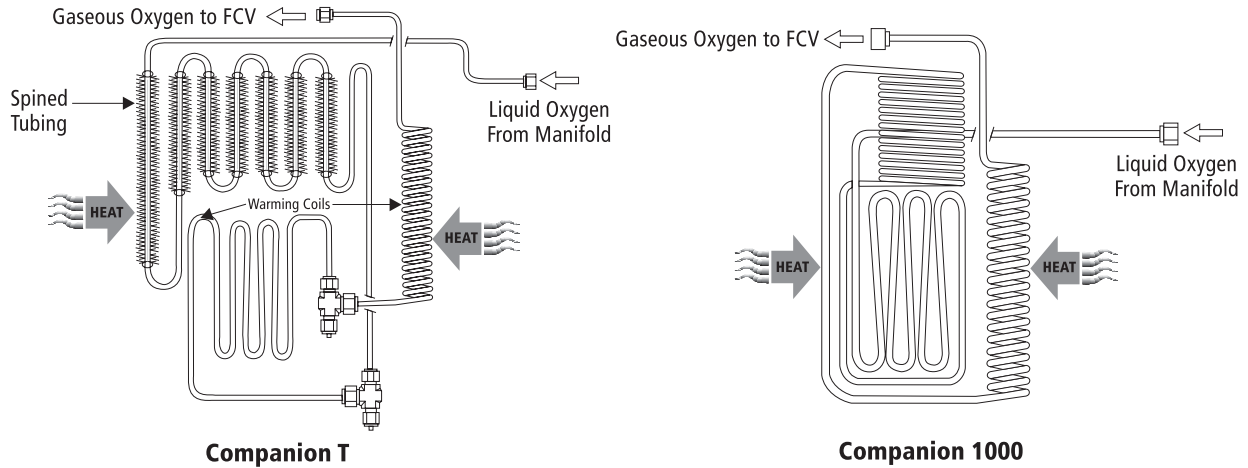 Gaseous Oxygen to FCV
Spined
Tubing
Liquid Oxygen
From Manifold
HEAT
Warming Coils
HEAT
Companion T
Gaseous Oxygen to FCV
Liquid Oxygen
From Manifold
HEAT
HEAT
Companion 1000